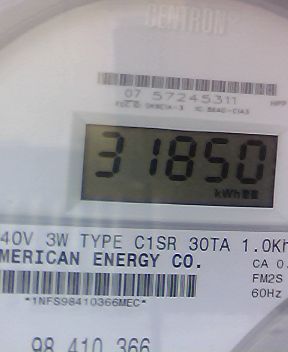 CENTRON
07 57245311
31850
kWh
40V 3W TYPE C1SR 30TA 1.0Kh
MERICAN ENERGY CO.
CA 0.
FM2S
60Hz
*1NFS98410366MEC*
98 410 366